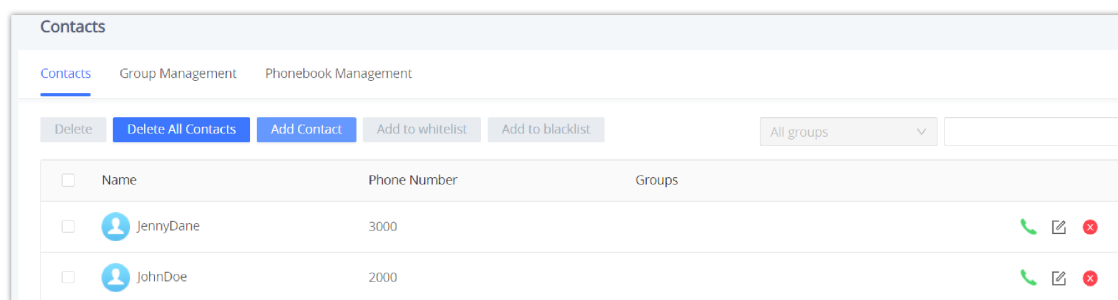 Contacts
Contacts Group Management Phonebook Management
Delete Delete All Contacts Add Contact Add to whitelist Add to blacklist All groups
Name Phone Number Groups
JennyDane 3000
JohnDoe 2000